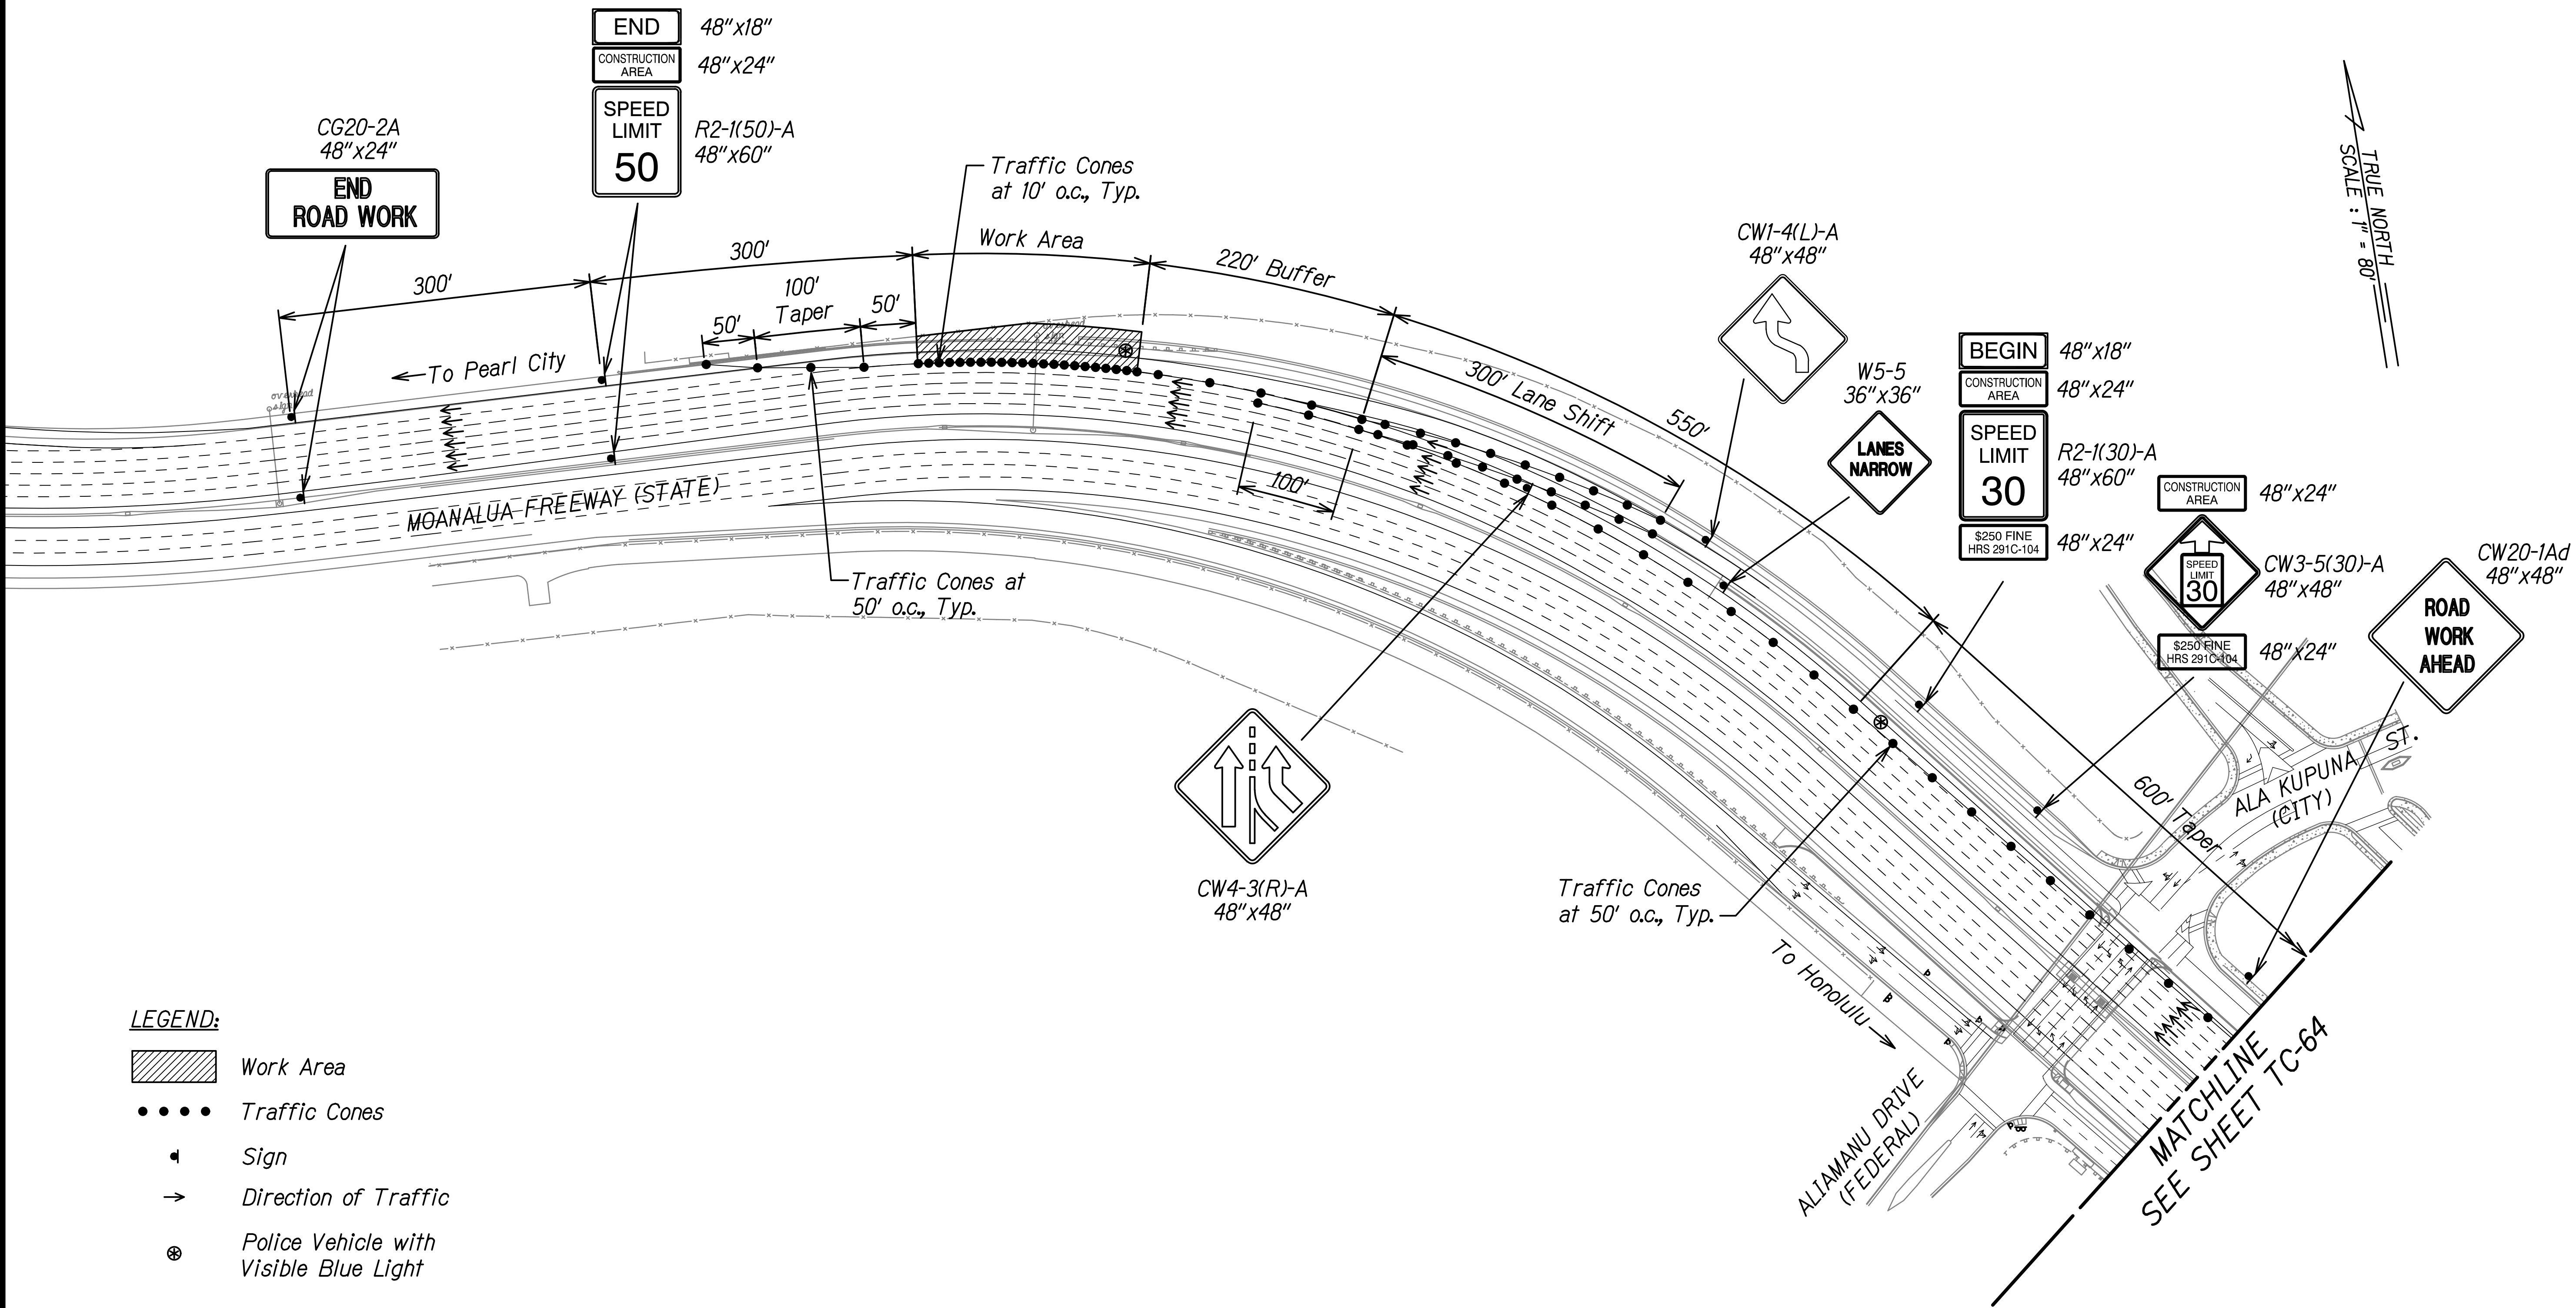 END
48"x18"
CONSTRUCTION
AREA
48"x24"
SPEED
LIMIT
50
R2-1(50)-A
48"x60"
CG20-2A
48"x24"
END
ROAD WORK
Traffic Cones
at 10' o.c., Typ.
Work Area
300'
300'
220' Buffer
100'
Taper
50'
50'
To Pearl City
overhead
sign
overhead
sign
MOANALUA FREEWAY (STATE)
Traffic Cones at
50' o.c., Typ.
300' Lane Shift
550'
100'
CW1-4(L)-A
48"x48"
W5-5
36"x36"
LANES
NARROW
BEGIN
48"x18"
CONSTRUCTION
AREA
48"x24"
SPEED
LIMIT
30
R2-1(30)-A
48"x60"
$250 FINE
HRS 291C-104
48"x24"
CONSTRUCTION
AREA
48"x24"
SPEED
LIMIT
30
CW3-5(30)-A
48"x48"
$250 FINE
HRS 291C-104
48"x24"
CW20-1Ad
48"x48"
ROAD
WORK
AHEAD
TRUE NORTH
SCALE : 1" = 80'
CW4-3(R)-A
48"x48"
Traffic Cones
at 50' o.c., Typ.
600' Taper
ALA KUPUNA ST.
(CITY)
To Honolulu
ALIAMANU DRIVE
(FEDERAL)
MATCHLINE
SEE SHEET TC-64
LEGEND:
Work Area
Traffic Cones
Sign
Direction of Traffic
Police Vehicle with
Visible Blue Light